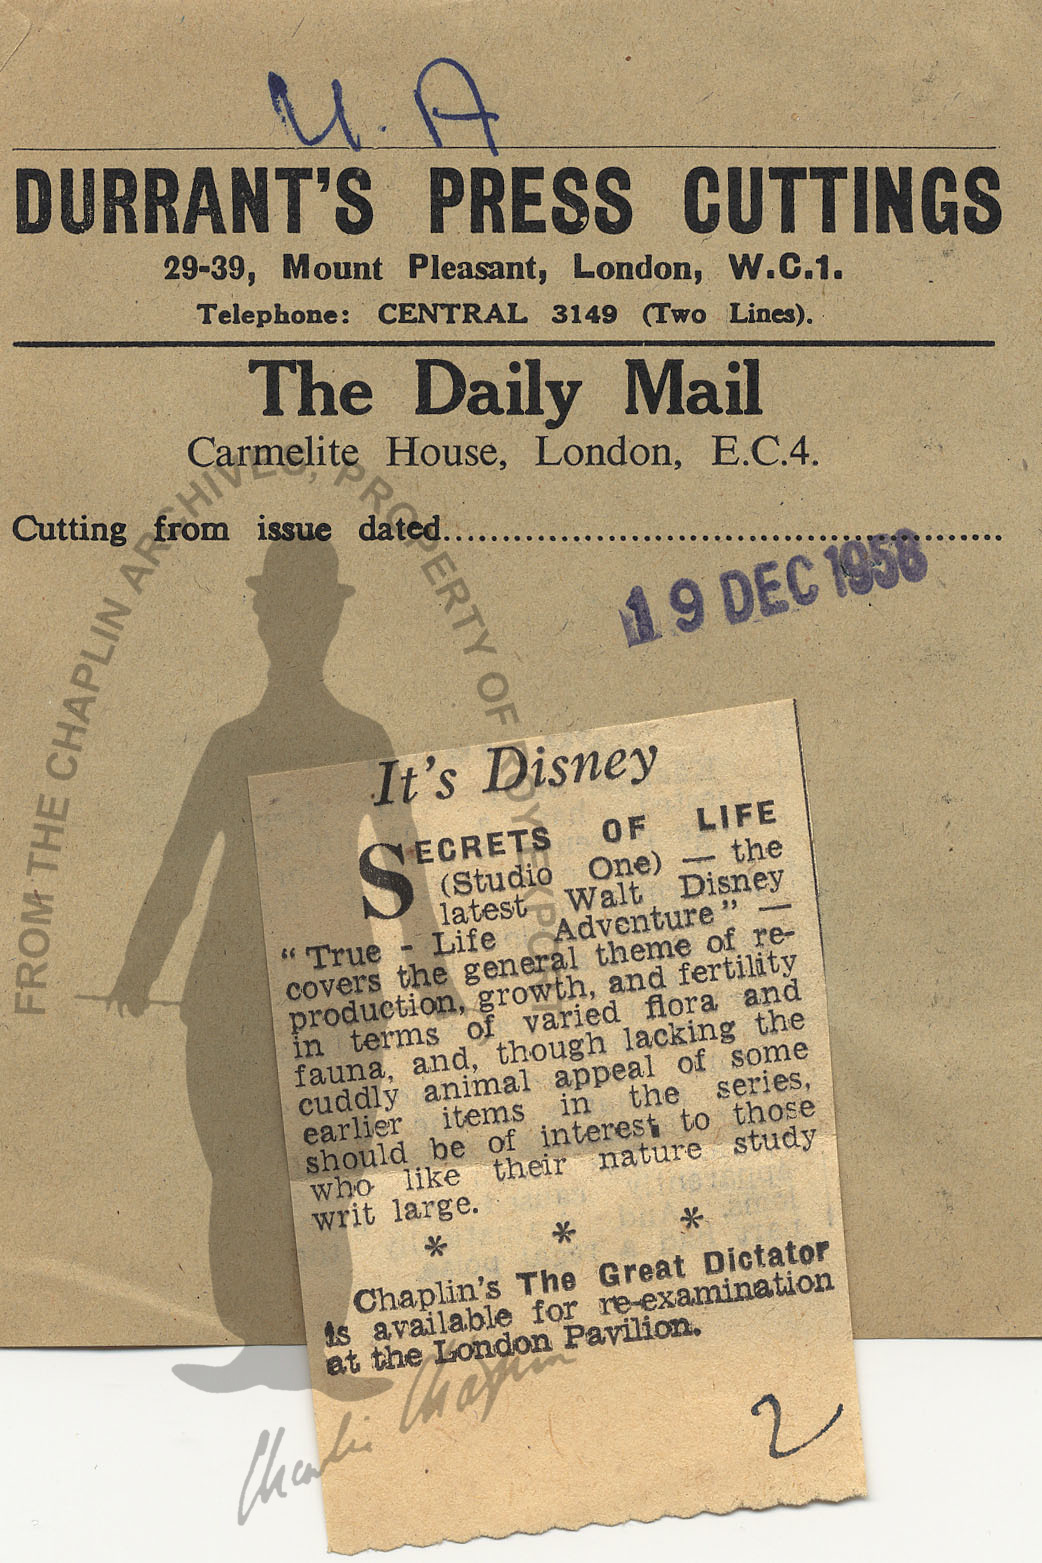 U. A
DURRANT'S PRESS CUTTINGS
29-39, Mount Pleasant, London, W.C.1.
Telephone: CENTRAL 3149 (Two Lines).
The Daily Mail
Carmelite House, London, E.C.4.
Cutting from issue dated
19 DEC 1958
It's Disney
SECRETS OF LIFE
(Studio One) — the
latest Walt Disney
"True - Life Adventure" —
covers the general theme of re-
production, growth, and fertility
in terms of varied flora and
fauna, and, though lacking the
cuddly animal appeal of some
earlier items in the series,
should be of interest to those
who like their nature study
writ large.
* * *
Chaplin's The Great Dictator
is available for re-examination
at the London Pavilion.
2
FROM THE CHAPLIN ARCHIVES, PROPERTY OF ROY EXPORT
Charlie Chaplin